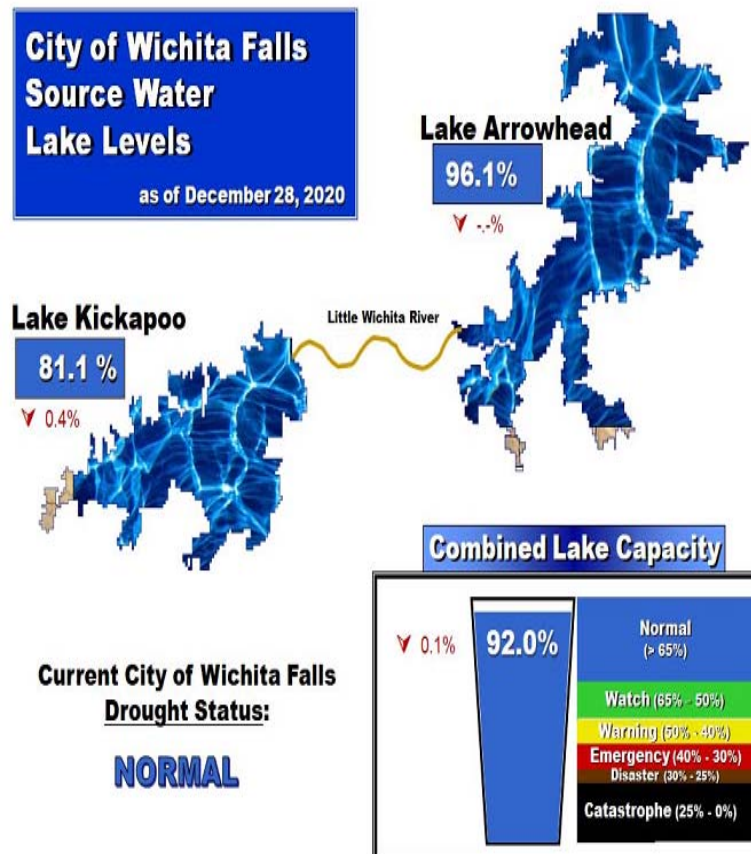 City of Wichita Falls
Source Water
Lake Levels
as of December 28, 2020
Lake Arrowhead
96.1%
-.-%
Little Wichita River
Lake Kickapoo
81.1 %
0.4%
Combined Lake Capacity
0.1%
92.0%
Normal
(> 65%)
Watch (65% - 50%)
Warning (50% - 40%)
Emergency (40% - 30%)
Disaster (30% - 25%)
Catastrophe (25% - 0%)
Current City of Wichita Falls
Drought Status:
NORMAL